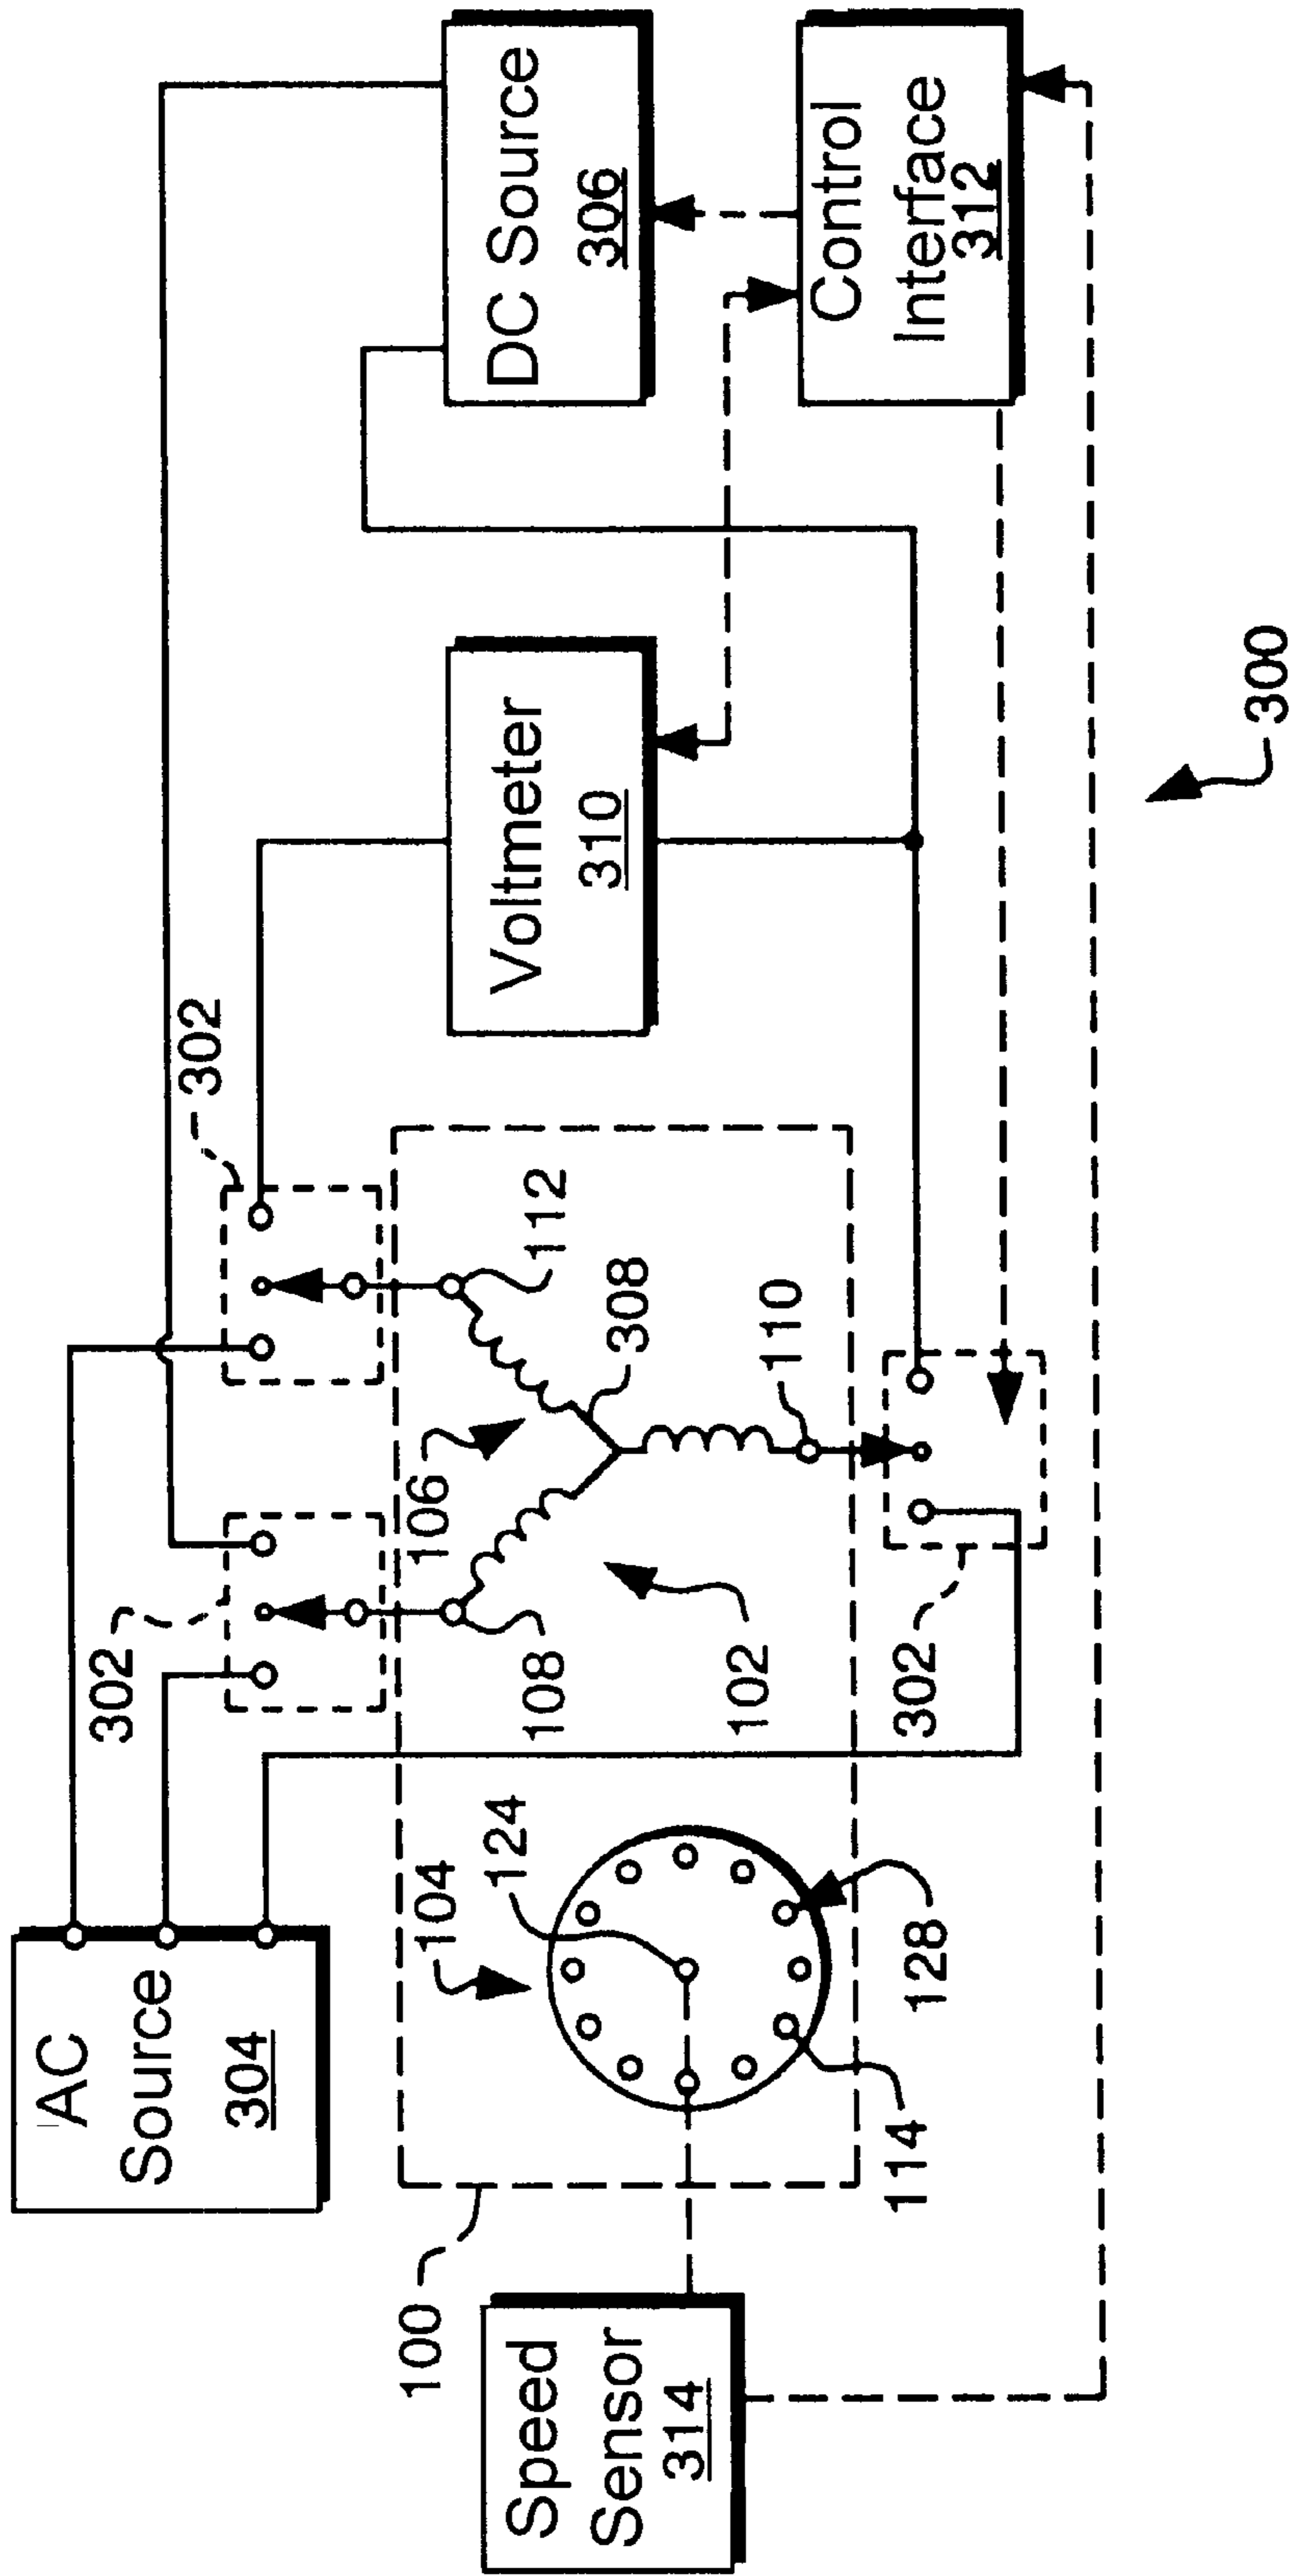 AC
Source
304
302
302
DC Source
306
Voltmeter
310
Control
Interface
312
Speed
Sensor
314
100
104
124
108
106
112
308
110
102
302
128
114
300